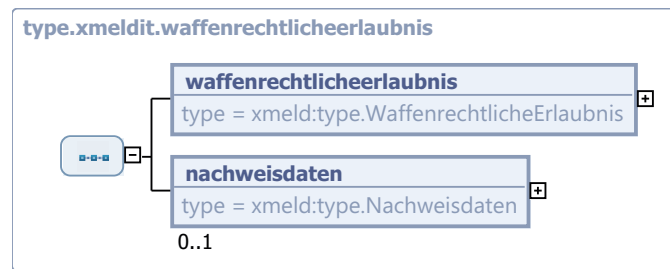 type.xmeldit.waffenrechtlicheerlaubnis
waffenrechtlicheerlaubnis
type = xmeld:type.WaffenrechtlicheErlaubnis
nachweisdaten
type = xmeld:type.Nachweisdaten
0..1